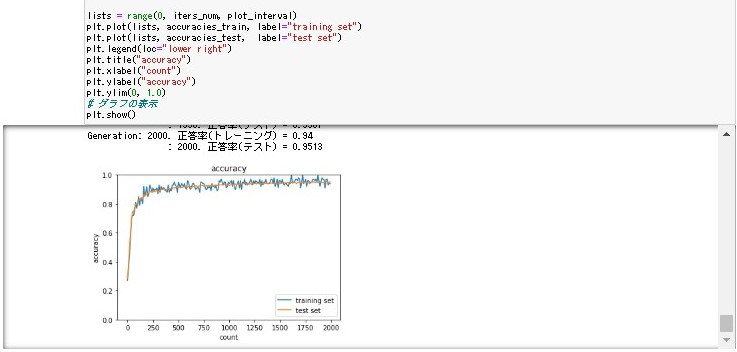 lists = range(0, iters_num, plot_interval)
plt.plot(lists, accuracies_train, label="training set")
plt.plot(lists, accuracies_test,  label="test set")
plt.legend(loc="lower right")
plt.title("accuracy")
plt.xlabel("count")
plt.ylabel("accuracy")
plt.ylim(0, 1.0)
# グラフの表示
plt.show()
Generation: 2000. 正答率(トレーニング) = 0.94
: 2000. 正答率(テスト) = 0.9513
accuracy
1.0
0.8
0.6
0.4
0.2
0.0
accuracy
training set
test set
0 250 500 750 1000 1250 1500 1750 2000
count